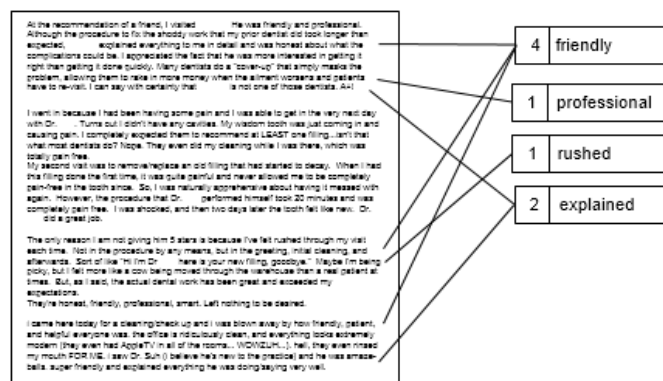 At the recommendation of a friend, I visited He was friendly and professional.
Although the procedure to fix the shoddy work that my prior dentist did took longer than
expected, explained everything to me in detail and was honest about what the
complications could be. I appreciated the fact that he was more interested in getting it
right than getting it done quickly. Many dentists do a "cover-up" that simply masks the
problem, allowing them to rake in more money when the ailment worsens and patients
have to re-visit. I can say with certainty that is not one of those dentists. A+!
I went in because I had been having some pain and I was able to get in the very next day
with Dr. . Turns out I didn't have any cavities. My wisdom tooth was just coming in and
causing pain. I completely expected them to recommend at LEAST one filling...isn't that
what most dentists do? Nope. They even did my cleaning while I was there, which was
totally pain free.
My second visit was to remove/replace an old filling that had started to decay. When I had
this filling done the first time, it was quite painful and never allowed me to be completely
pain-free in the tooth since. So, I was naturally apprehensive about having it messed with
again. However, the procedure that Dr. performed himself took 20 minutes and was
completely pain free. I was shocked, and then two days later the tooth felt like new. Dr.
did a great job.
The only reason I am not giving him 5 stars is because I've felt rushed through my visit
each time. Not in the procedure by any means, but in the greeting, initial cleaning, and
afterwards. Sort of like "Hi I'm Dr here is your new filling, goodbye." Maybe I'm being
picky, but I felt more like a cow being moved through the warehouse than a real patient at
times. But, as I said, the actual dental work has been great and exceeded my
expectations.
They're honest, friendly, professional, smart. Left nothing to be desired.
i came here today for a cleaning/check up and i was blown away by how friendly, patient,
and helpful everyone was. the office is ridiculously clean, and everything looks extremely
modern (they even had AppleTV in all of the rooms... WOWZUH...). hell, they even rinsed
my mouth FOR ME. i saw Dr. Suh (i believe he's new to the practice) and he was amaze-
balls. super friendly and explained everything he was doing/saying very well.
4 friendly
1 professional
1 rushed
2 explained